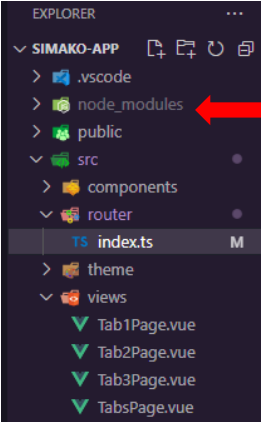 EXPLORER
SIMAKO-APP
.vscode
node_modules
public
src
components
router
TS index.ts M
theme
views
Tab1Page.vue
Tab2Page.vue
Tab3Page.vue
TabsPage.vue